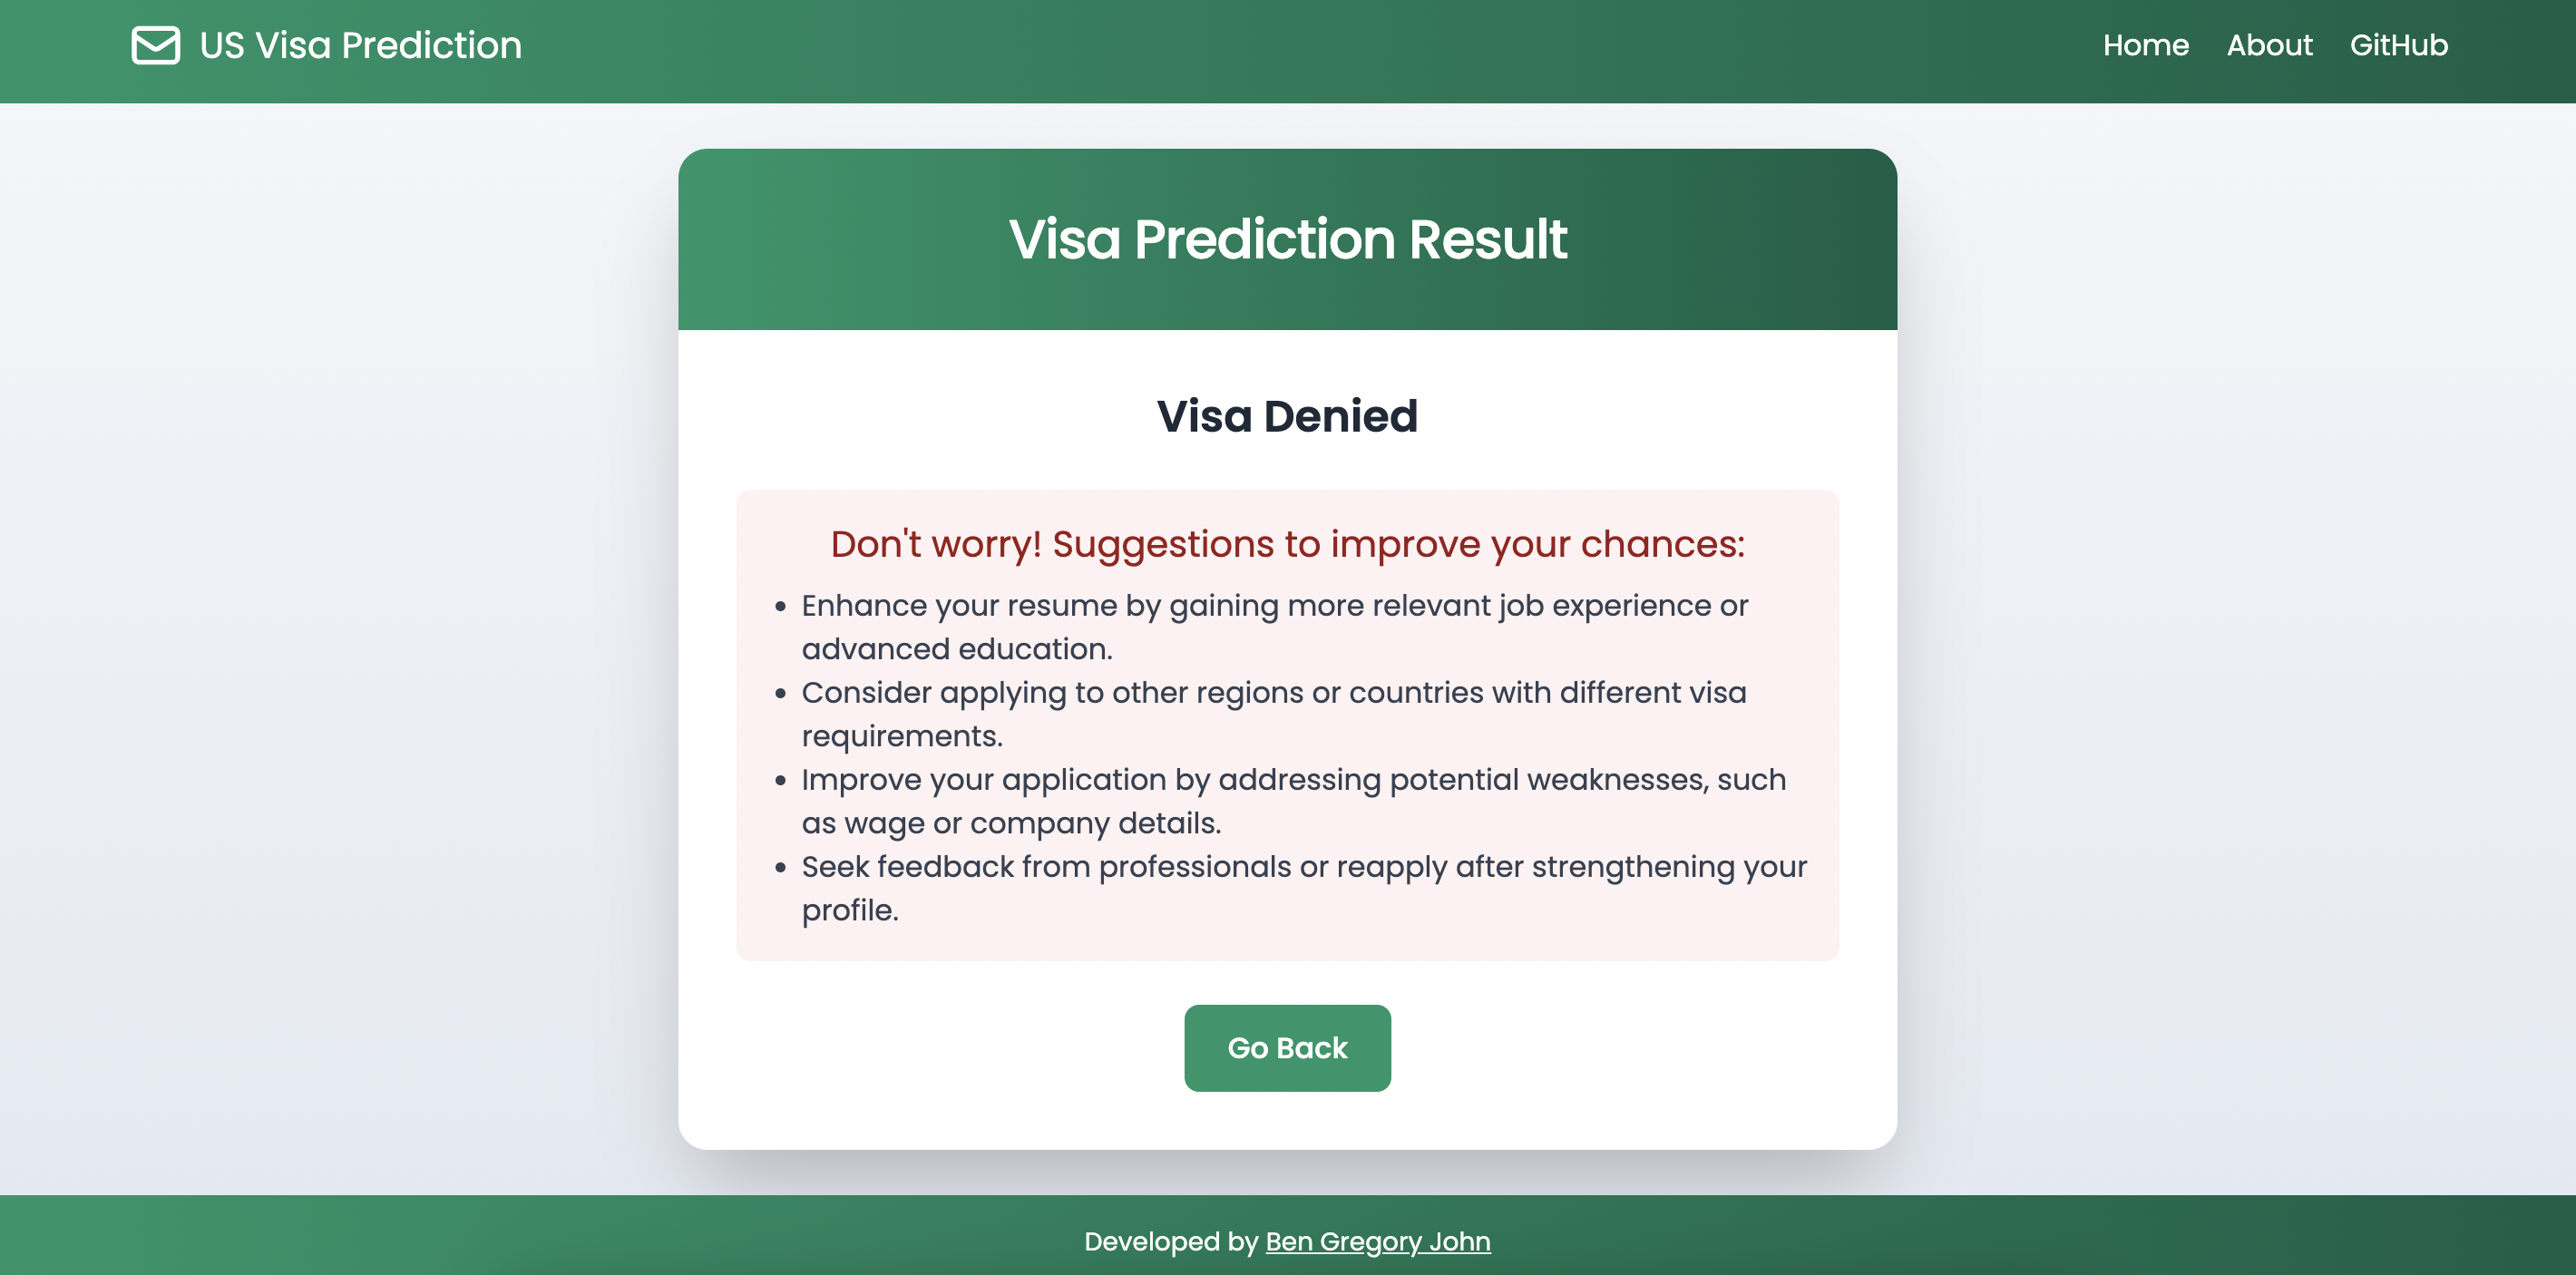 US Visa Prediction
Home About GitHub
Visa Prediction Result
Visa Denied
Don't worry! Suggestions to improve your chances:
• Enhance your resume by gaining more relevant job experience or
advanced education.
• Consider applying to other regions or countries with different visa
requirements.
• Improve your application by addressing potential weaknesses, such
as wage or company details.
• Seek feedback from professionals or reapply after strengthening your
profile.
Go Back
Developed by Ben Gregory John